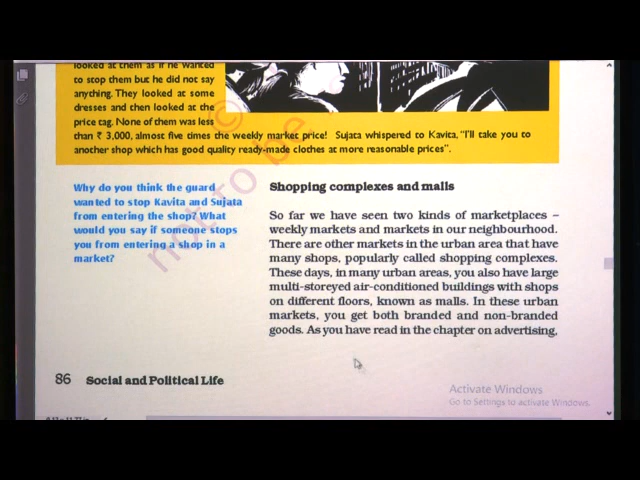 looked at them as if he wanted
to stop them but he did not say
anything. They looked at some
dresses and then looked at the
price tag. None of them was less
than ₹ 3,000, almost five times the weekly market price! Sujata whispered to Kavita, "I'll take you to
another shop which has good quality ready-made clothes at more reasonable prices".
Why do you think the guard
wanted to stop Kavita and Sujata
from entering the shop? What
would you say if someone stops
you from entering a shop in a
market?
Shopping complexes and malls
So far we have seen two kinds of marketplaces –
weekly markets and markets in our neighbourhood.
There are other markets in the urban area that have
many shops, popularly called shopping complexes.
These days, in many urban areas, you also have large
multi-storeyed air-conditioned buildings with shops
on different floors, known as malls. In these urban
markets, you get both branded and non-branded
goods. As you have read in the chapter on advertising,
©
not to be
86 Social and Political Life
Activate Windows
Go to Settings to activate Windows.